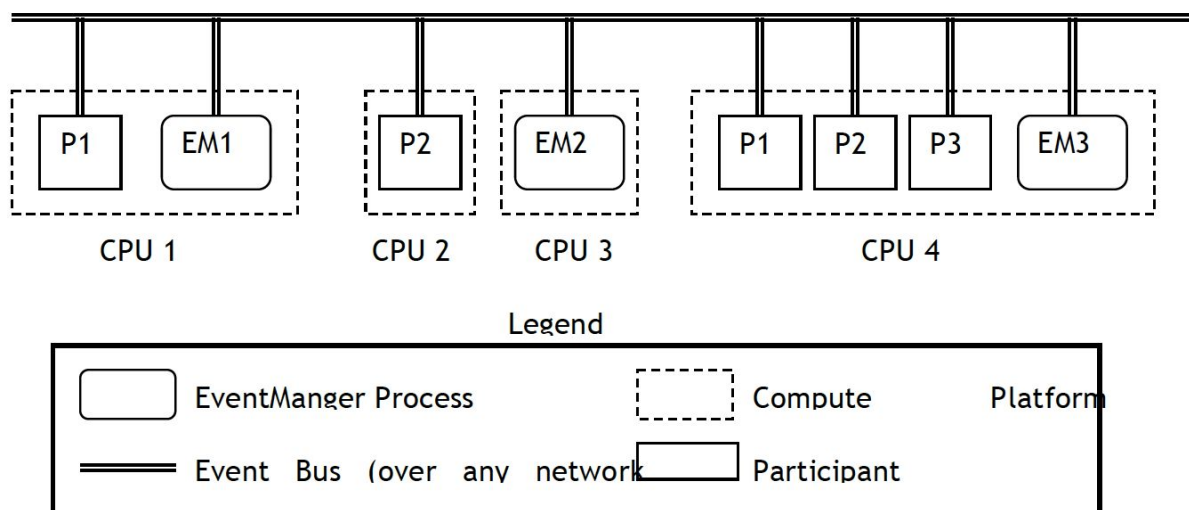 P1 EM1 P2 EM2 P1 P2 P3 EM3
CPU 1 CPU 2 CPU 3 CPU 4
Legend
EventManger Process Compute Platform
Event Bus (over any network Participant